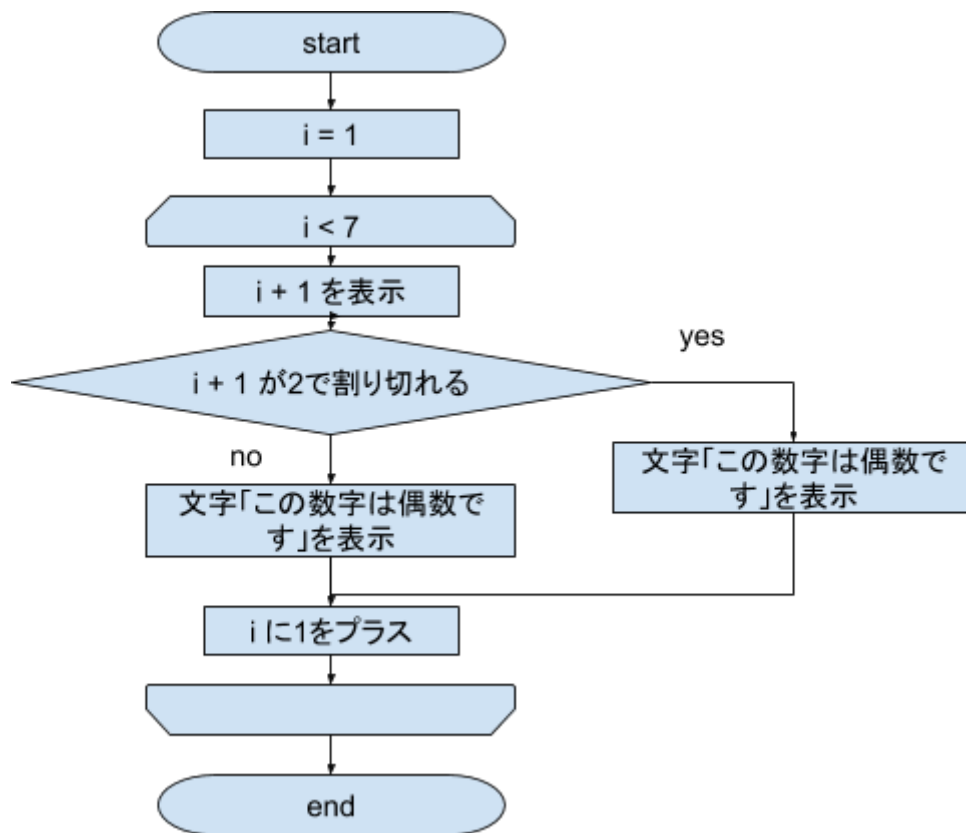 start
i = 1
i < 7
i + 1 を表示
yes
i + 1 が2で割り切れる
no
文字「この数字は偶数で
す」を表示
文字「この数字は偶数で
す」を表示
i に1をプラス
end